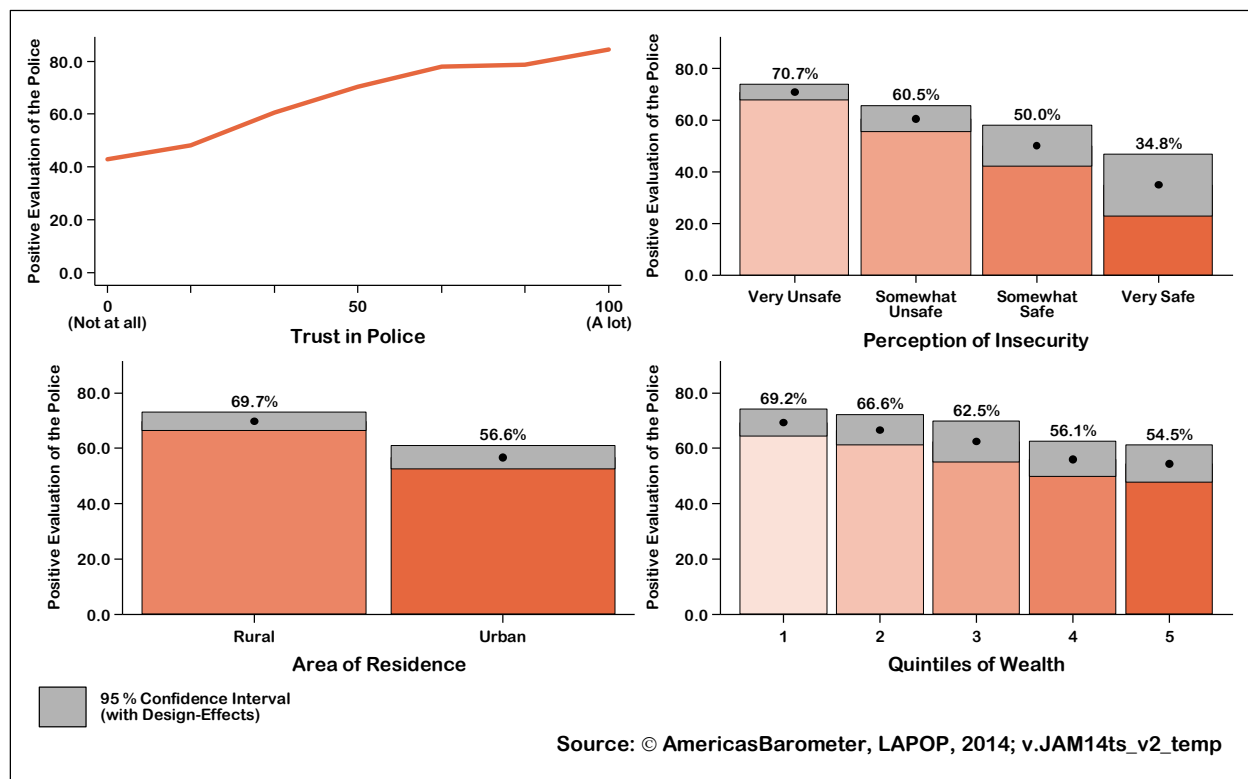 Positive Evaluation of the Police
80.0
60.0
40.0
20.0
0.0
0
(Not at all)
50
100
(A lot)
Trust in Police
Positive Evaluation of the Police
80.0
60.0
40.0
20.0
0.0
70.7%
60.5%
50.0%
34.8%
Very Unsafe
Somewhat
Unsafe
Somewhat
Safe
Very Safe
Perception of Insecurity
Positive Evaluation of the Police
80.0
60.0
40.0
20.0
0.0
69.7%
56.6%
Rural
Urban
Area of Residence
Positive Evaluation of the Police
80.0
60.0
40.0
20.0
0.0
69.2%
66.6%
62.5%
56.1%
54.5%
1
2
3
4
5
Quintiles of Wealth
95 % Confidence Interval
(with Design-Effects)
Source: © AmericasBarometer, LAPOP, 2014; v.JAM14ts_v2_temp